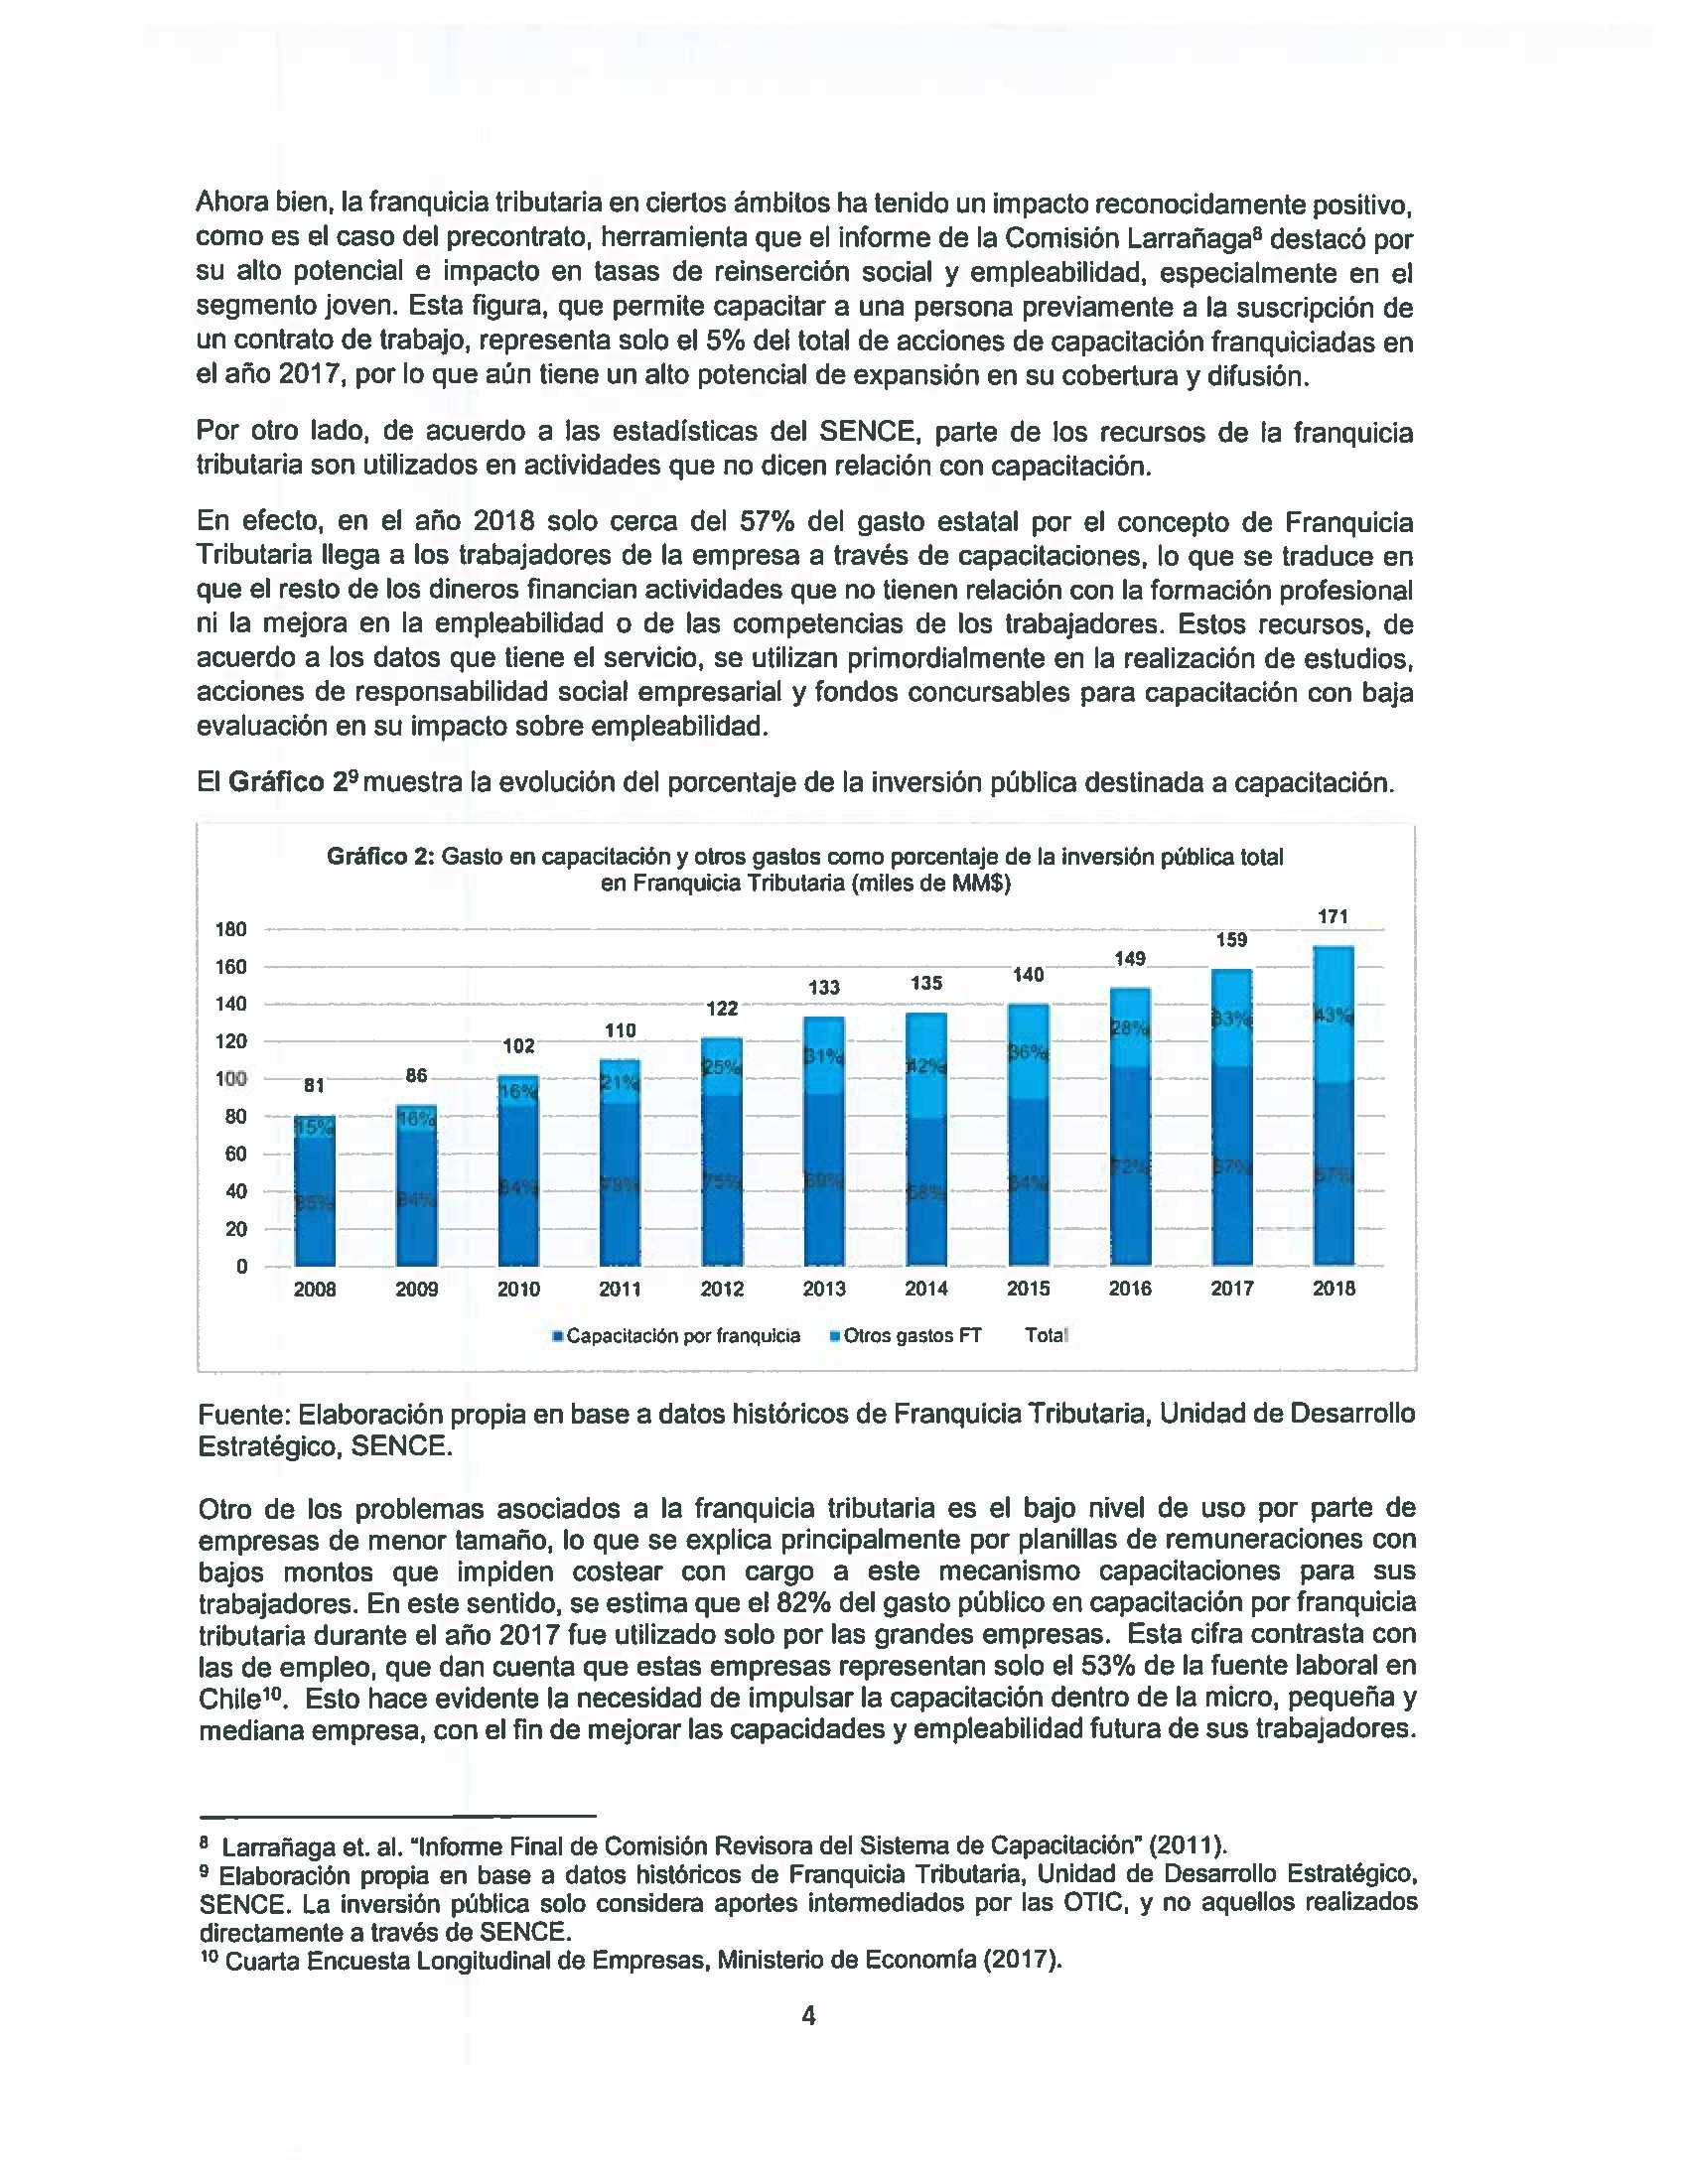 Ahora bien, la franquicia tributaria en ciertos ámbitos ha tenido un impacto reconocidamente positivo,
como es el caso del precontrato, herramienta que el informe de la Comisión Larrañaga⁸ destacó por
su alto potencial e impacto en tasas de reinserción social y empleabilidad, especialmente en el
segmento joven. Esta figura, que permite capacitar a una persona previamente a la suscripción de
un contrato de trabajo, representa solo el 5% del total de acciones de capacitación franquiciadas en
el año 2017, por lo que aún tiene un alto potencial de expansión en su cobertura y difusión.
Por otro lado, de acuerdo a las estadísticas del SENCE, parte de los recursos de la franquicia
tributaria son utilizados en actividades que no dicen relación con capacitación.
En efecto, en el año 2018 solo cerca del 57% del gasto estatal por el concepto de Franquicia
Tributaria llega a los trabajadores de la empresa a través de capacitaciones, lo que se traduce en
que el resto de los dineros financian actividades que no tienen relación con la formación profesional
ni la mejora en la empleabilidad o de las competencias de los trabajadores. Estos recursos, de
acuerdo a los datos que tiene el servicio, se utilizan primordialmente en la realización de estudios,
acciones de responsabilidad social empresarial y fondos concursables para capacitación con baja
evaluación en su impacto sobre empleabilidad.
El Gráfico 2⁹ muestra la evolución del porcentaje de la inversión pública destinada a capacitación.
Gráfico 2: Gasto en capacitación y otros gastos como porcentaje de la inversión pública total
en Franquicia Tributaria (miles de MM$)
180
160
140
120
100
80
60
40
20
0
81 86 102 110 122 133 135 140 149 159 171
15% 16% 16% 21% 25% 31% 42% 36% 28% 33% 43%
85% 84% 84% 79% 75% 69% 58% 64% 72% 67% 57%
2008 2009 2010 2011 2012 2013 2014 2015 2016 2017 2018
Capacitación por franquicia Otros gastos FT Total
Fuente: Elaboración propia en base a datos históricos de Franquicia Tributaria, Unidad de Desarrollo
Estratégico, SENCE.
Otro de los problemas asociados a la franquicia tributaria es el bajo nivel de uso por parte de
empresas de menor tamaño, lo que se explica principalmente por planillas de remuneraciones con
bajos montos que impiden costear con cargo a este mecanismo capacitaciones para sus
trabajadores. En este sentido, se estima que el 82% del gasto público en capacitación por franquicia
tributaria durante el año 2017 fue utilizado solo por las grandes empresas. Esta cifra contrasta con
las de empleo, que dan cuenta que estas empresas representan solo el 53% de la fuente laboral en
Chile¹⁰. Esto hace evidente la necesidad de impulsar la capacitación dentro de la micro, pequeña y
mediana empresa, con el fin de mejorar las capacidades y empleabilidad futura de sus trabajadores.
⁸ Larrañaga et. al. "Informe Final de Comisión Revisora del Sistema de Capacitación" (2011).
⁹ Elaboración propia en base a datos históricos de Franquicia Tributaria, Unidad de Desarrollo Estratégico,
SENCE. La inversión pública solo considera aportes intermediados por las OTIC, y no aquellos realizados
directamente a través de SENCE.
¹⁰ Cuarta Encuesta Longitudinal de Empresas, Ministerio de Economía (2017).
4